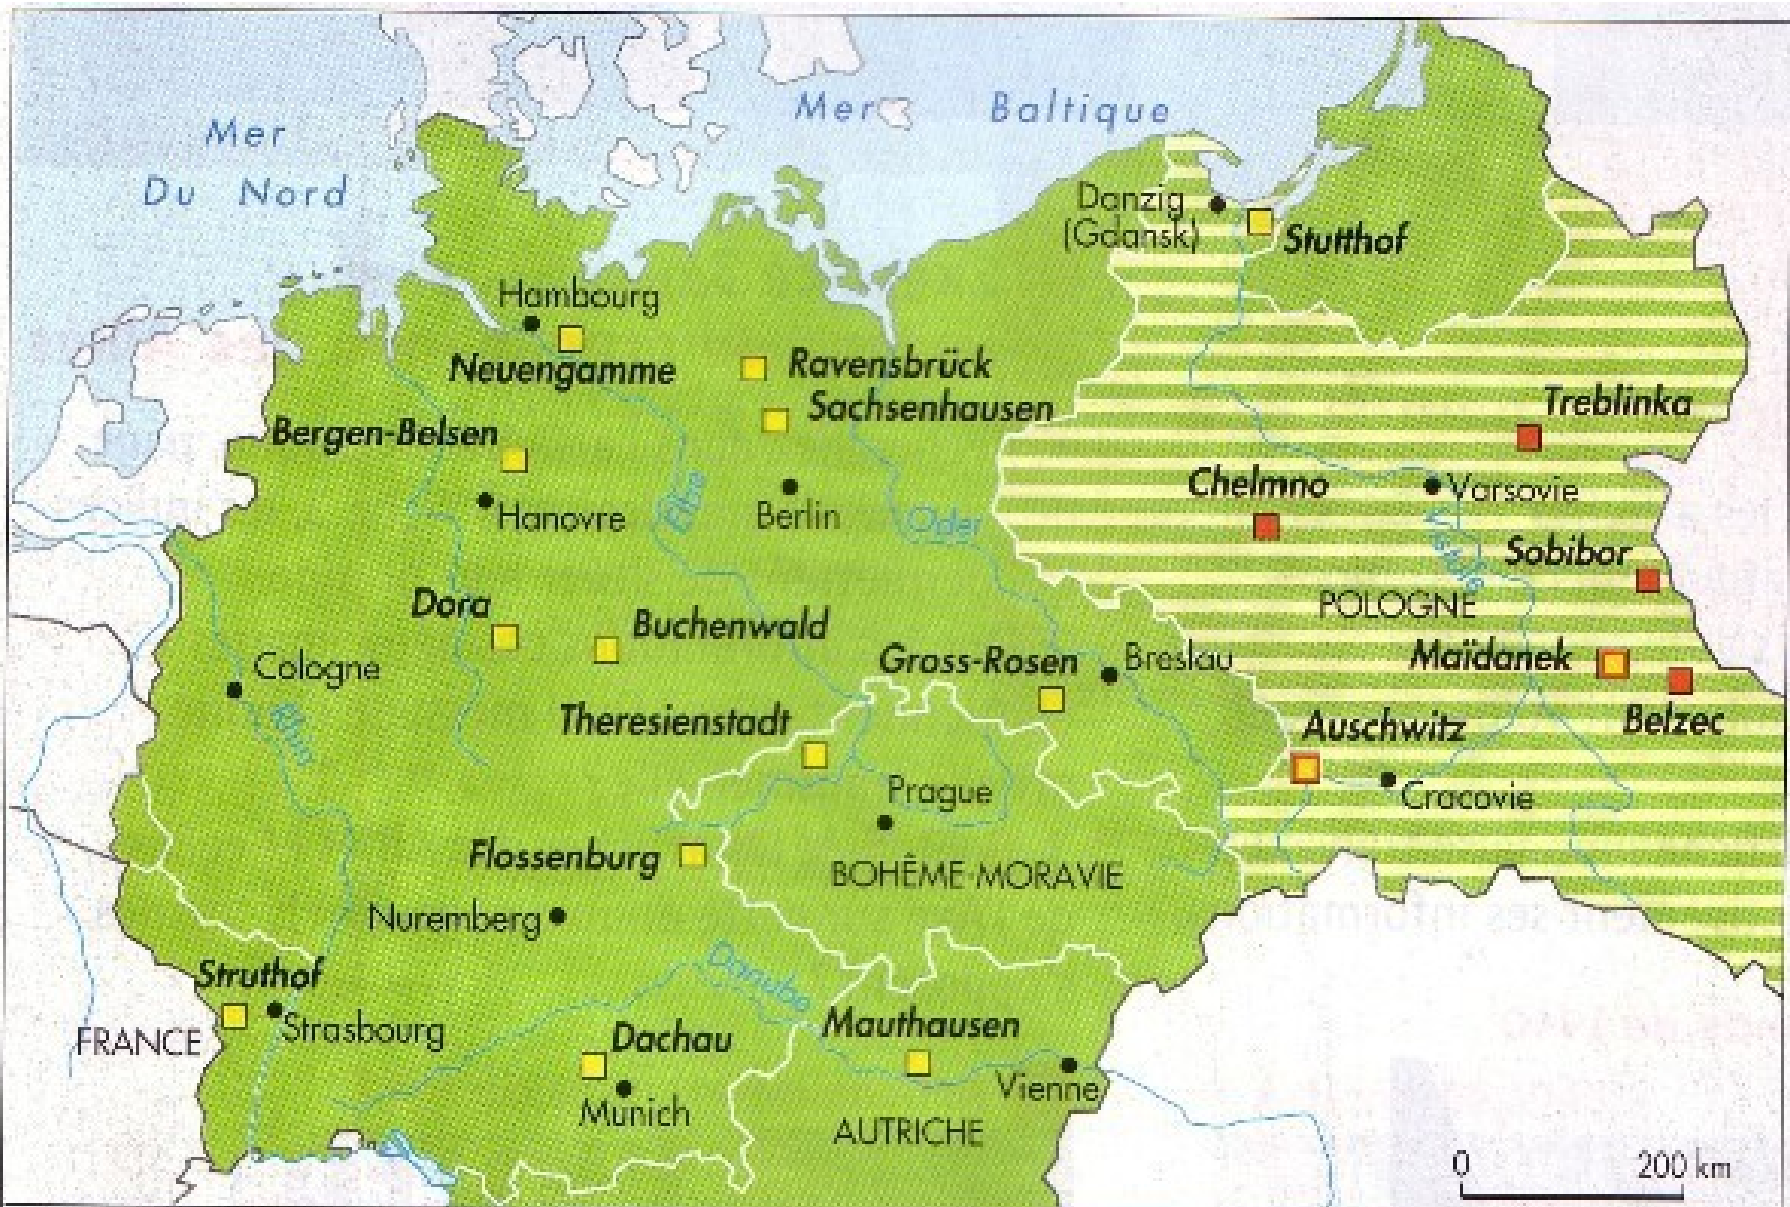 Mer
Du Nord
Mer Baltique
Danzig
(Gdansk)
Stutthof
Hambourg
Neuengamme
Ravensbrück
Sachsenhausen
Bergen-Belsen
Hanovre
Elbe
Berlin
Oder
Treblinka
Chelmno
Varsovie
Vistule
Sobibor
POLOGNE
Dora
Buchenwald
Cologne
Rhin
Gross-Rosen
Breslau
Maïdanek
Belzec
Theresienstadt
Auschwitz
Prague
Cracovie
Flossenburg
BOHÊME-MORAVIE
Nuremberg
Struthof
Danube
FRANCE
Strasbourg
Dachau
Mauthausen
Munich
Vienne
AUTRICHE
0 200 km